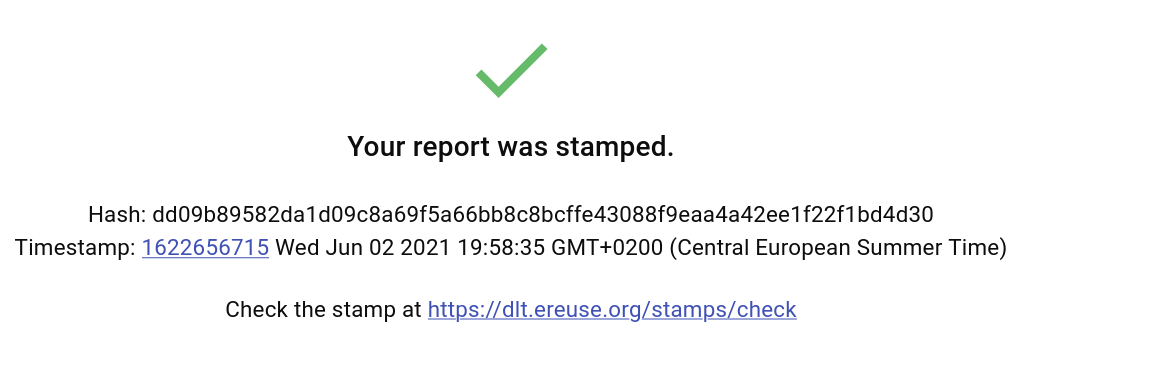 Your report was stamped.
Hash: dd09b89582da1d09c8a69f5a66bb8c8bcffe43088f9eaa4a42ee1f22f1bd4d30
Timestamp: 1622656715 Wed Jun 02 2021 19:58:35 GMT+0200 (Central European Summer Time)
Check the stamp at https://dlt.ereuse.org/stamps/check